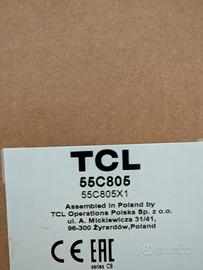 TCL
55C805
55C805X1
Assembled in Poland by
TCL Operations Polska Sp. z o.o.
ul. A. Mickiewicza 31/41,
96-300 Żyrardów,Poland
CE EAC
series C8
subito